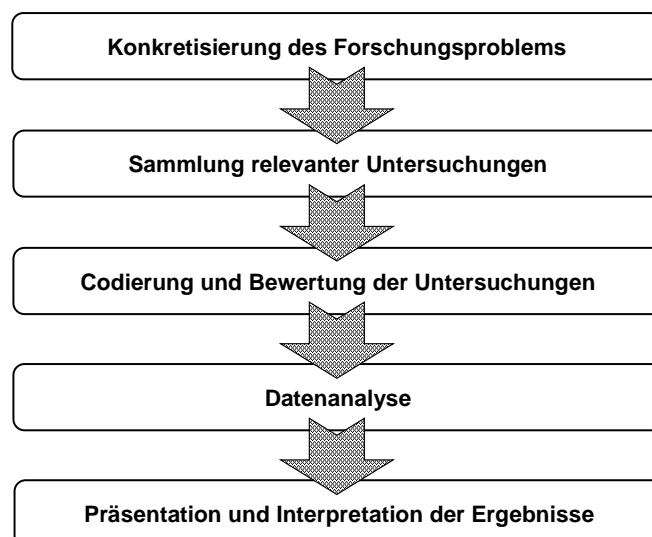 Konkretisierung des Forschungsproblems
Sammlung relevanter Untersuchungen
Codierung und Bewertung der Untersuchungen
Datenanalyse
Präsentation und Interpretation der Ergebnisse